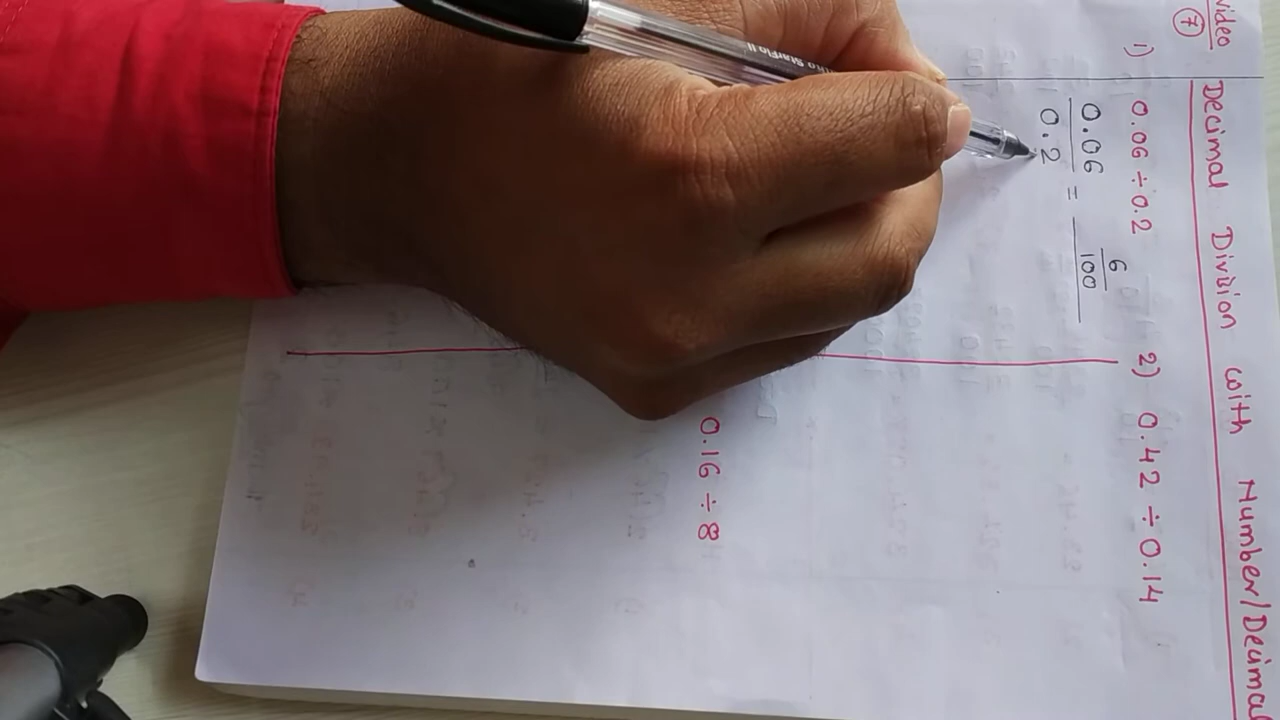 video
7
Decimal Division with Number/Decimal
1) 0.06 ÷ 0.2
0.06
0.2
=
6
100
2) 0.42 ÷ 0.14
0.16 ÷ 8